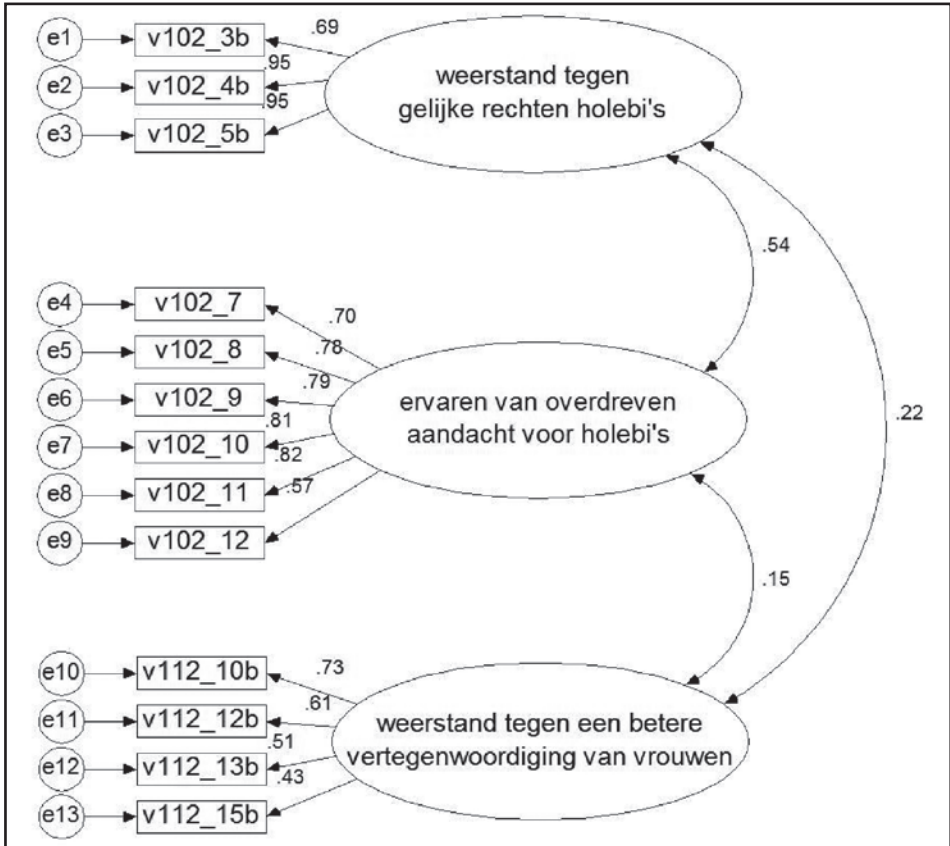 e1 v102_3b .69
e2 v102_4b .95
e3 v102_5b .95
weerstand tegen
gelijke rechten holebi's
.54
e4 v102_7 .70
e5 v102_8 .78
e6 v102_9 .79
e7 v102_10 .81
e8 v102_11 .82
e9 v102_12 .57
ervaren van overdreven
aandacht voor holebi's
.22
.15
e10 v112_10b .73
e11 v112_12b .61
e12 v112_13b .51
e13 v112_15b .43
weerstand tegen een betere
vertegenwoordiging van vrouwen